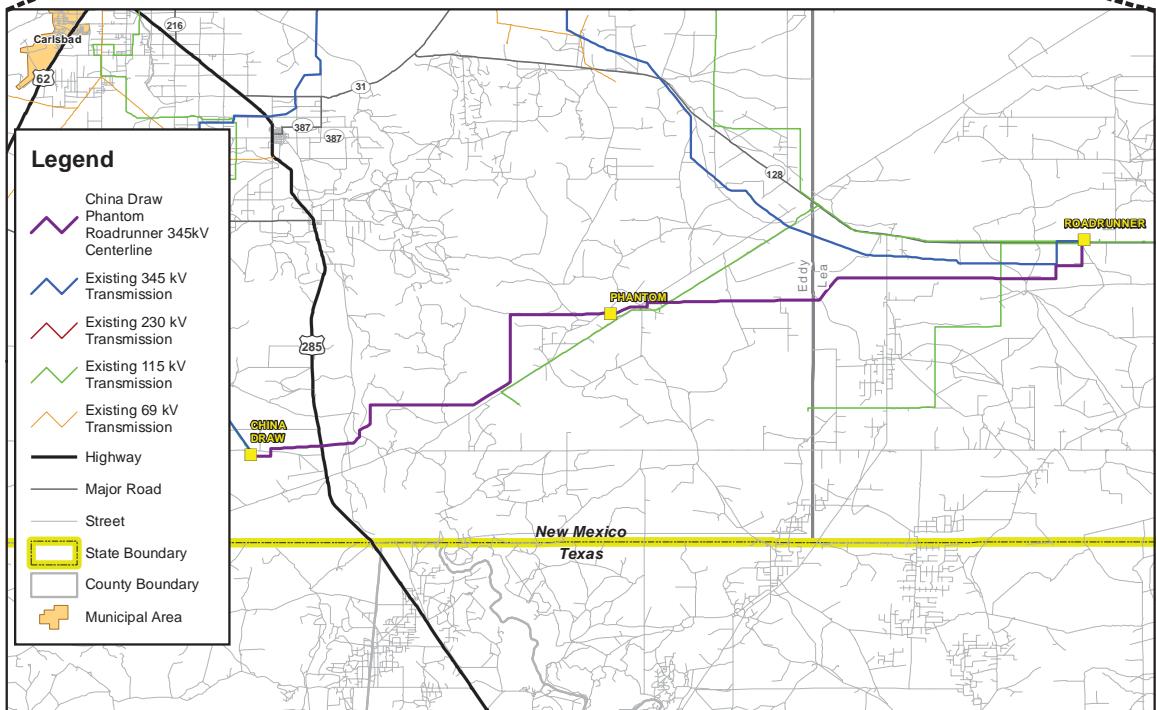 Carlsbad
216
62
31
387
387
128
ROADRUNNER
Eddy
Lea
PHANTOM
285
CHINA
DRAW
New Mexico
Texas
Legend
China Draw
Phantom
Roadrunner 345kV
Centerline
Existing 345 kV
Transmission
Existing 230 kV
Transmission
Existing 115 kV
Transmission
Existing 69 kV
Transmission
Highway
Major Road
Street
State Boundary
County Boundary
Municipal Area